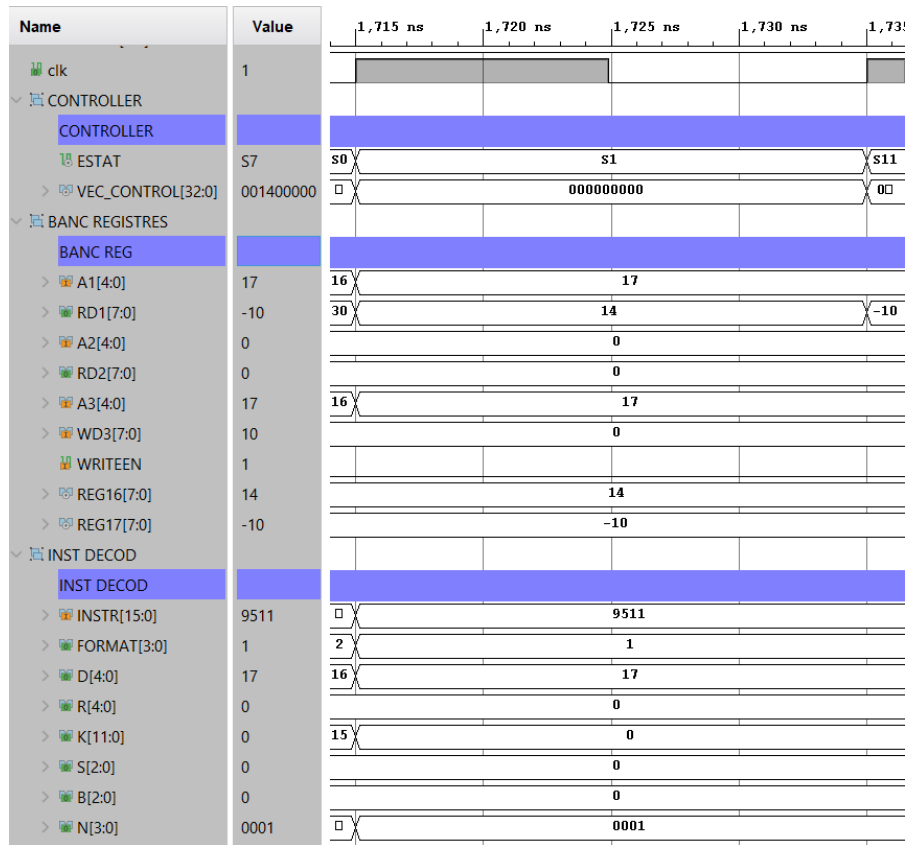 Name Value 1,715 ns 1,720 ns 1,725 ns 1,730 ns 1,735
clk 1
CONTROLLER
CONTROLLER
ESTAT S7 S0 S1 S11
VEC_CONTROL[32:0] 001400000 000000000 0
BANC REGISTRES
BANC REG
A1[4:0] 17 16 17
RD1[7:0] -10 30 14 -10
A2[4:0] 0 0
RD2[7:0] 0 0
A3[4:0] 17 16 17
WD3[7:0] 10 0
WRITEEN 1
REG16[7:0] 14 14
REG17[7:0] -10 -10
INST DECOD
INST DECOD
INSTR[15:0] 9511 9511
FORMAT[3:0] 1 2 1
D[4:0] 17 16 17
R[4:0] 0 0
K[11:0] 0 15 0
S[2:0] 0 0
B[2:0] 0 0
N[3:0] 0001 0001